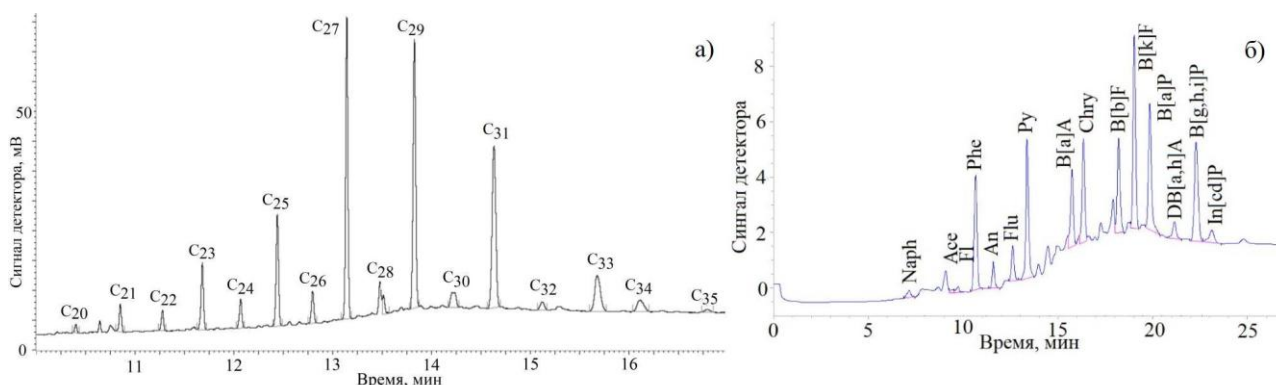 а)
Сигнал детектора, мВ
50
0
C20
C21
C22
C23
C24
C25
C26
C27
C28
C29
C30
C31
C32
C33
C34
C35
11 12 13 14 15 16
Время, мин
б)
Сингал детектора
8
6
4
2
0
Naph
Ace
Fl
Phe
An
Flu
Py
B[a]A
Chry
B[b]F
B[k]F
B[a]P
DB[a,h]A
B[g,h,i]P
In[cd]P
0 5 10 15 20 25
Время, мин